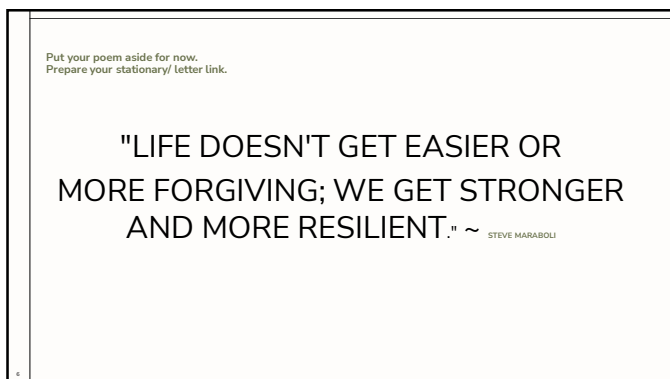 Put your poem aside for now.
Prepare your stationary/ letter link.
"LIFE DOESN'T GET EASIER OR
MORE FORGIVING; WE GET STRONGER
AND MORE RESILIENT." ~ STEVE MARABOLI
6